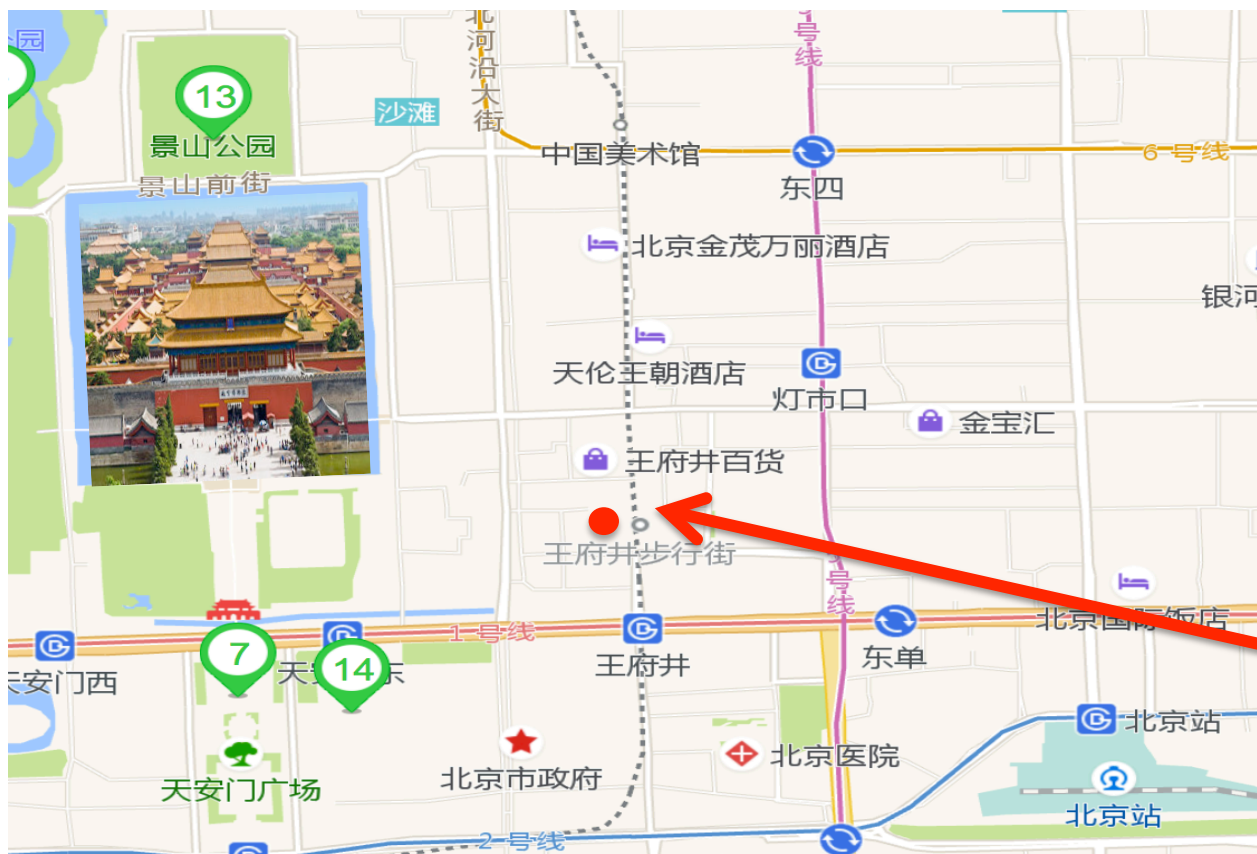 公园
13
景山公园
景山前街
沙滩
北河沿大街
号线
中国美术馆
东四
6 号线
北京金茂万丽酒店
银河
天伦王朝酒店
灯市口
金宝汇
王府井百货
王府井步行街
号线
北京国际饭店
1 号线
7
14
天安门西
天
东
王府井
东单
北京站
北京市政府
北京医院
天安门广场
北京站
2 号线